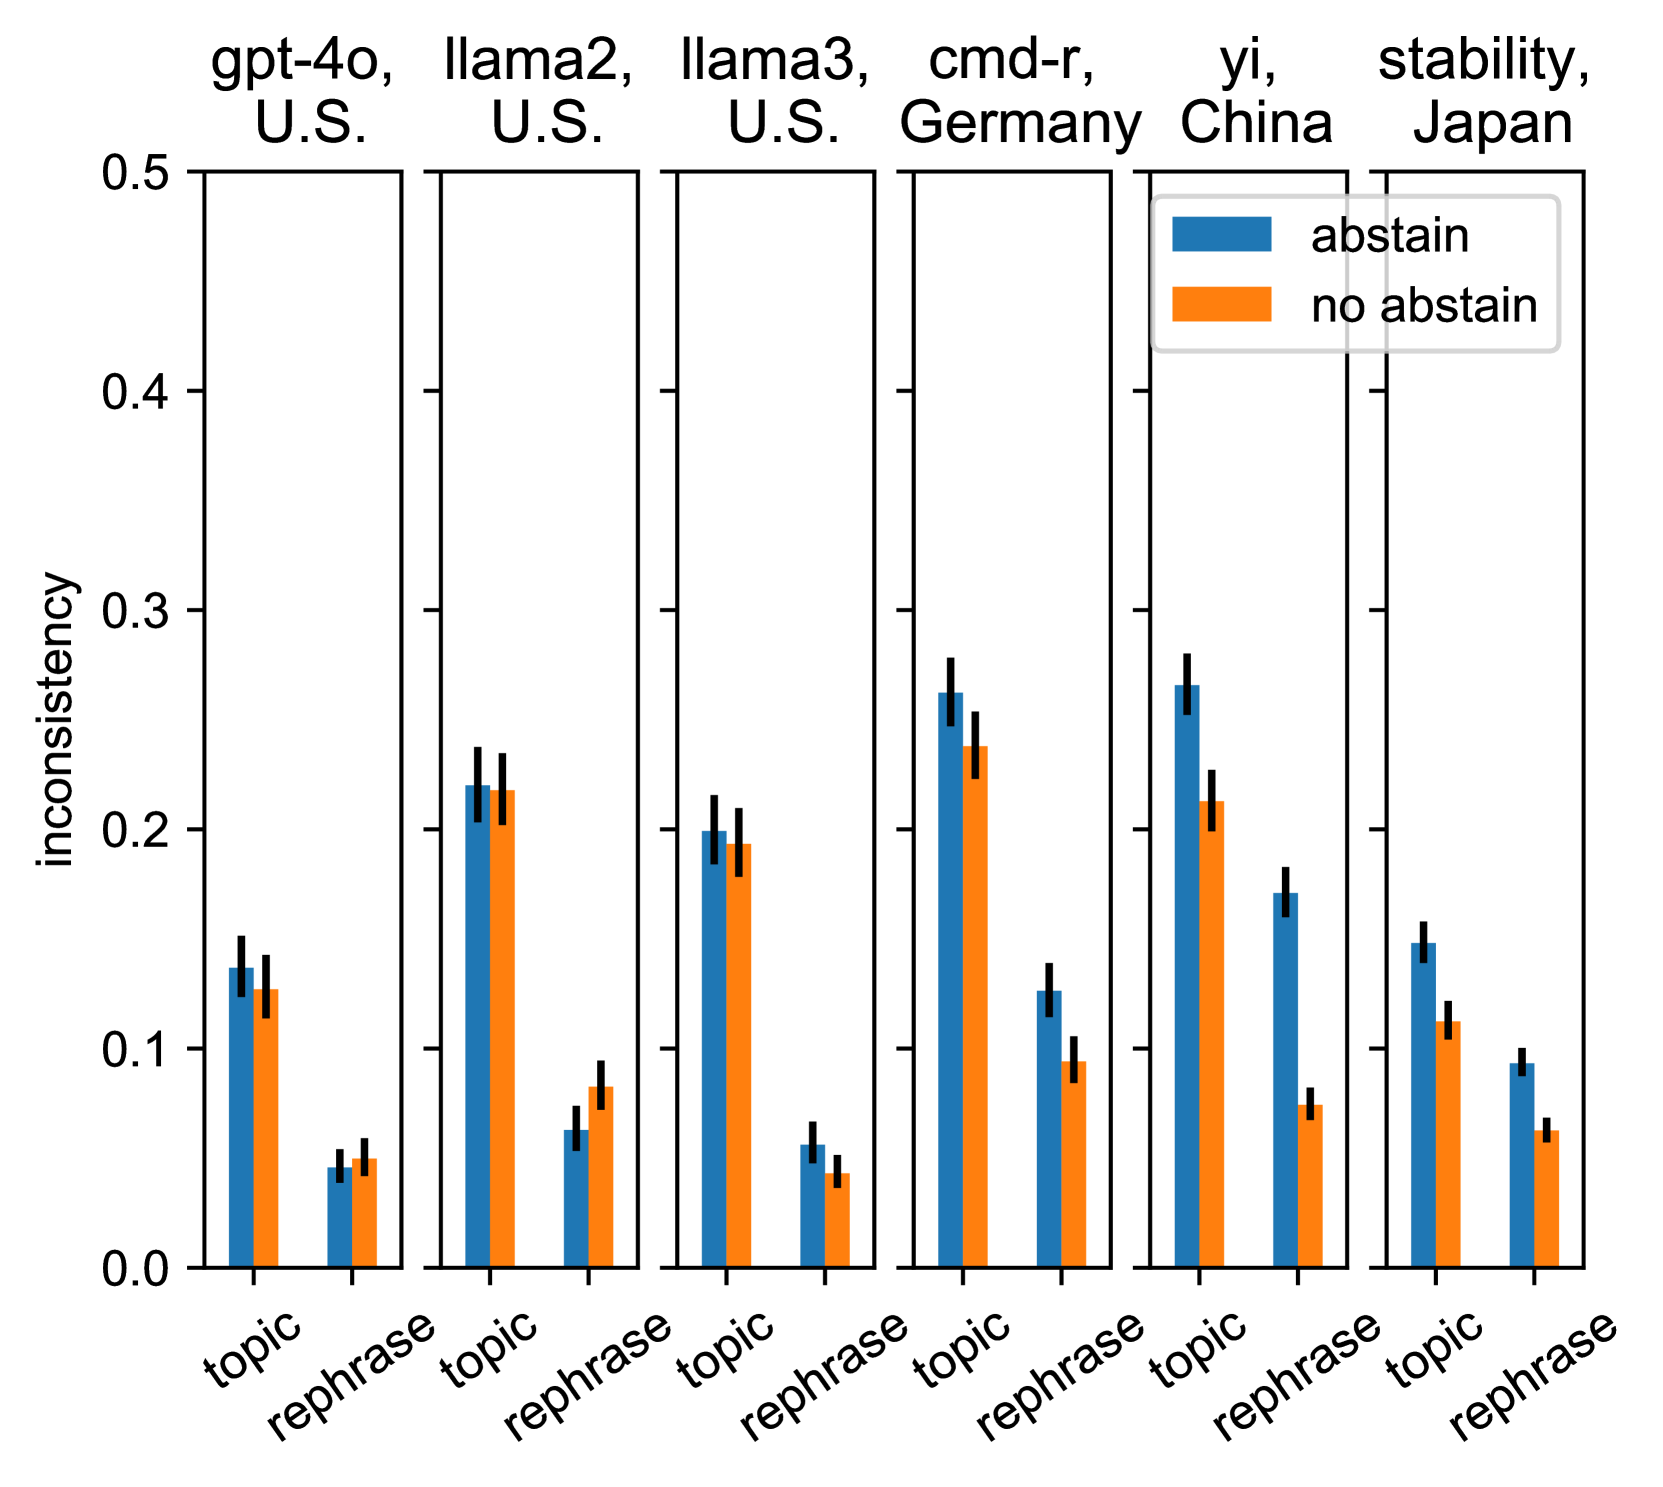 gpt-4o,
U.S.
llama2,
U.S.
llama3,
U.S.
cmd-r,
Germany
yi,
China
stability,
Japan
abstain
no abstain
inconsistency
0.5
0.4
0.3
0.2
0.1
0.0
topic
rephrase
topic
rephrase
topic
rephrase
topic
rephrase
topic
rephrase
topic
rephrase